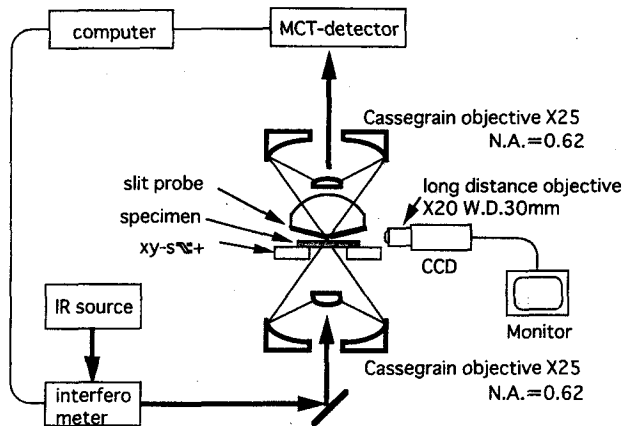 computer
MCT-detector
Cassegrain objective X25
N.A.=0.62
slit probe
specimen
long distance objective
X20 W.D.30mm
CCD
IR source
Monitor
Cassegrain objective X25
N.A.=0.62
interfero
meter